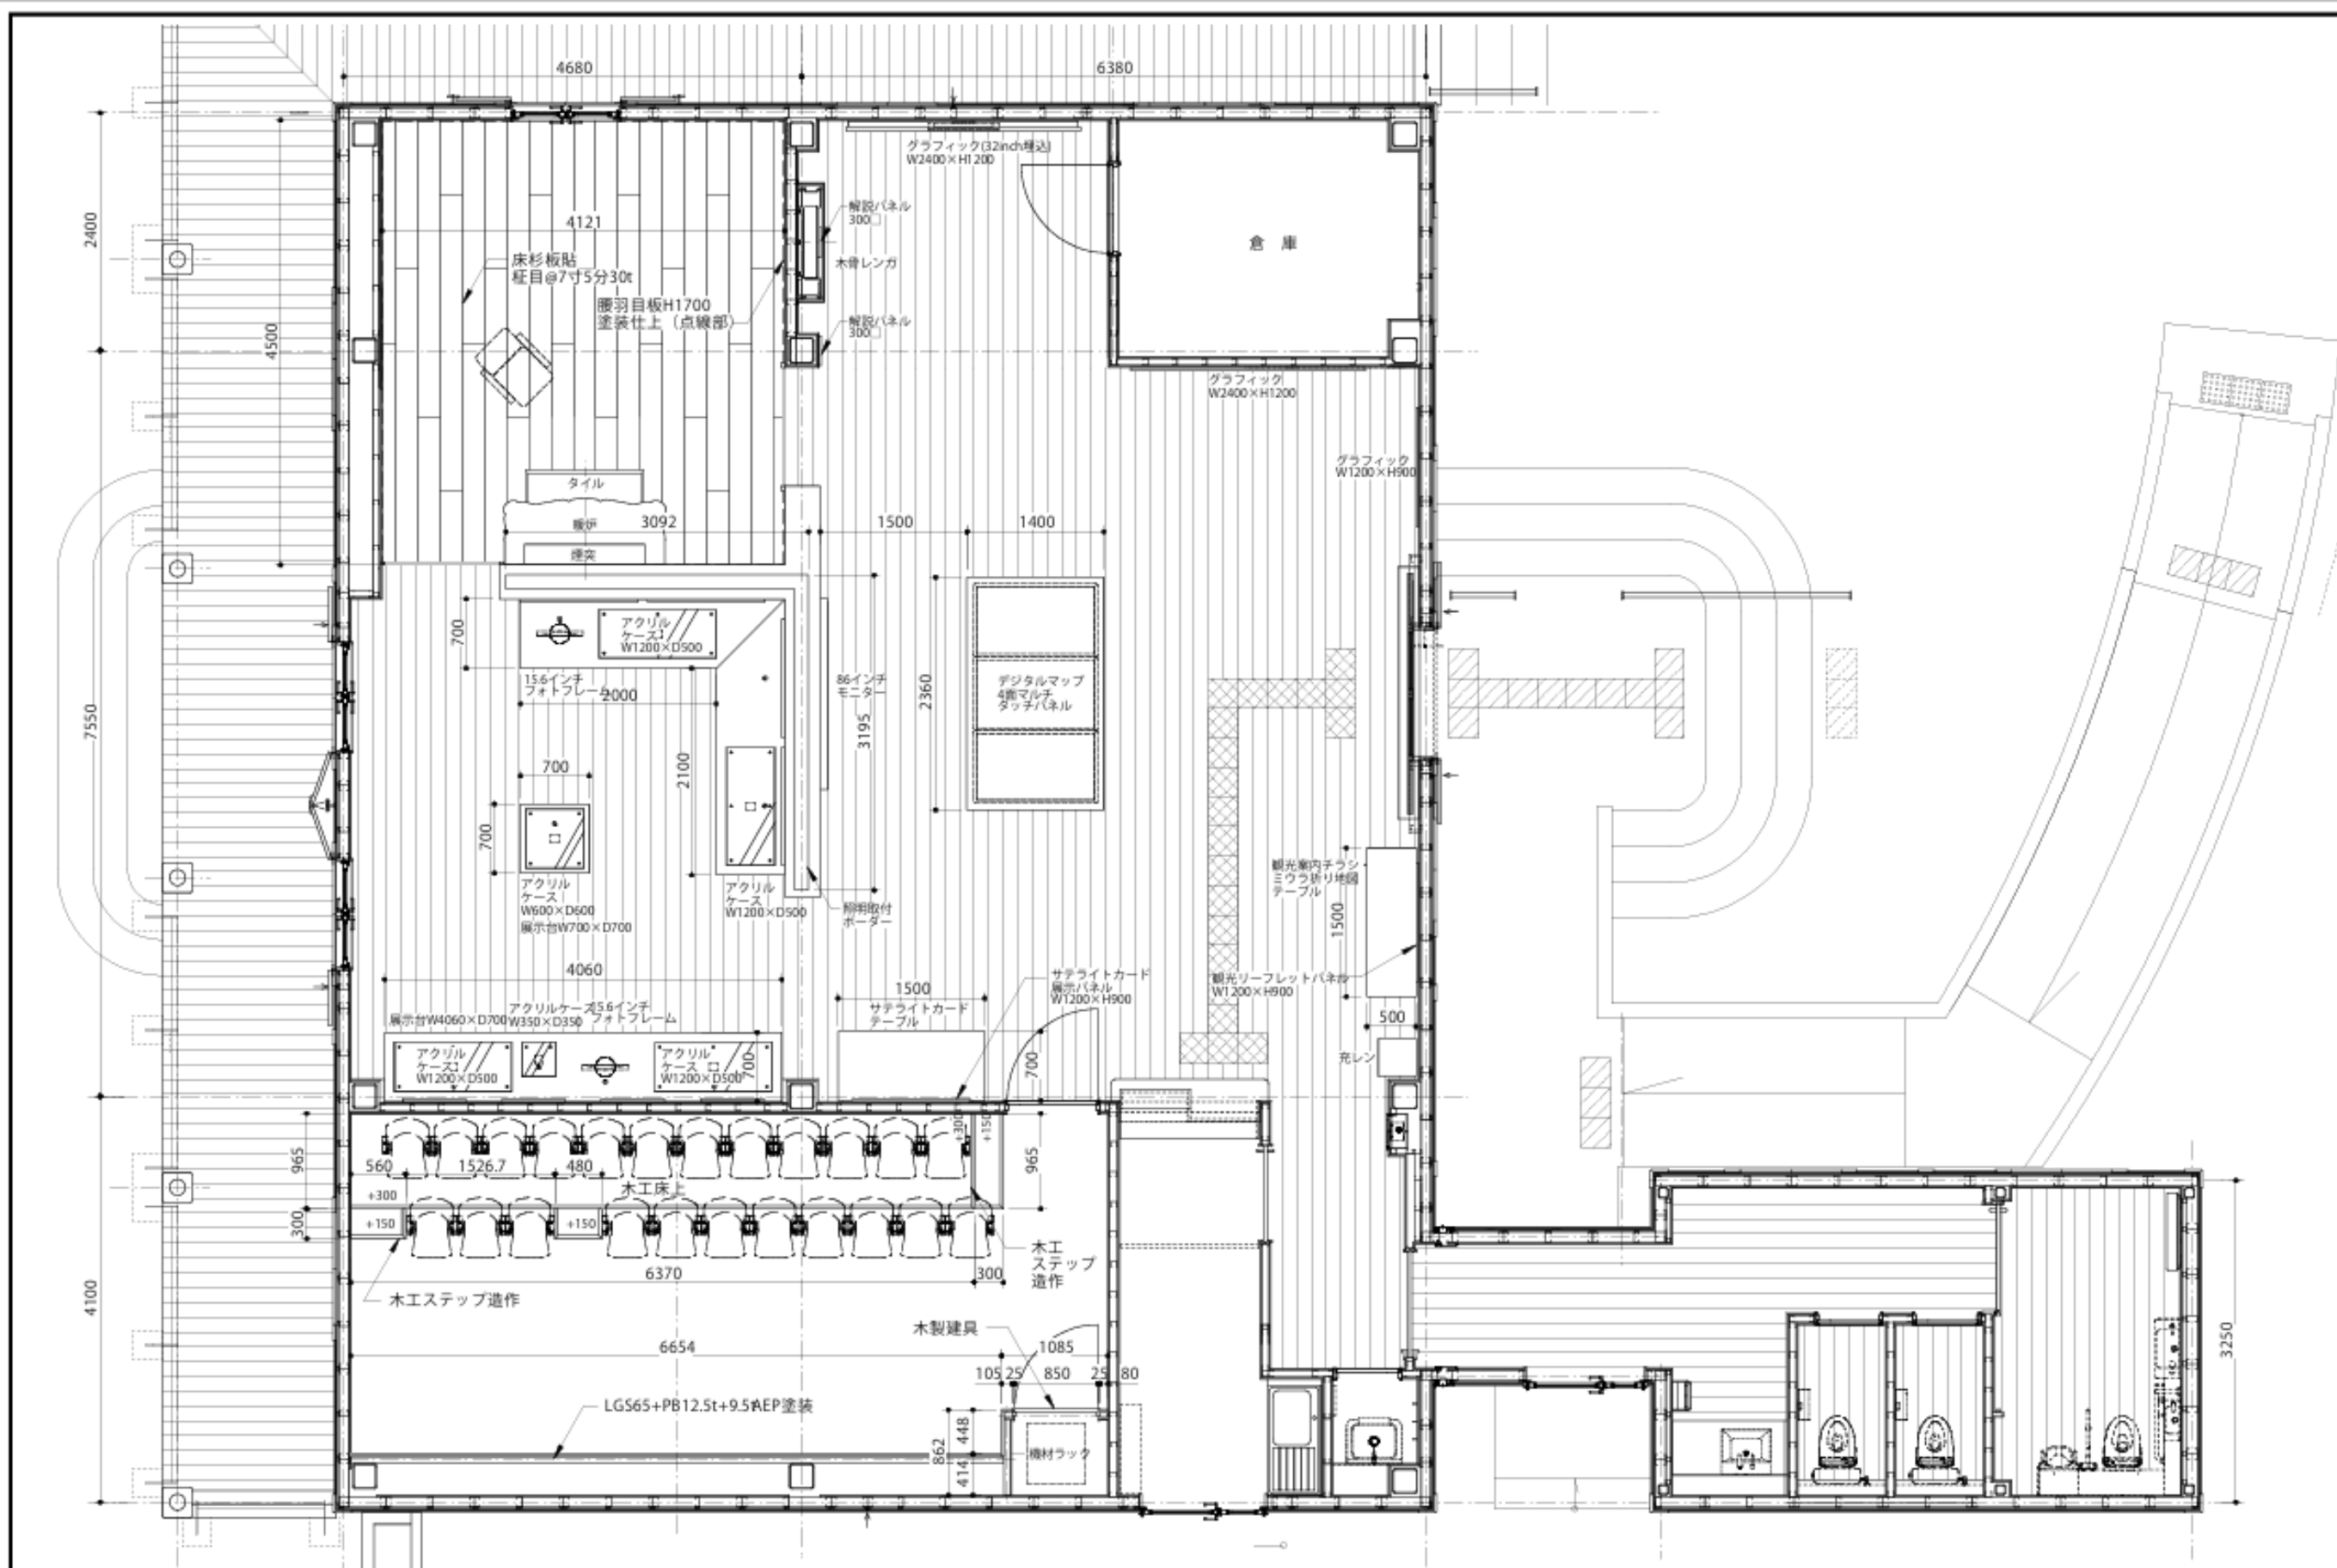 4680
6380
グラフィック(32inch埋込)
W2400×H1200
2400
4121
解説パネル
300□
床杉板貼
柾目@7寸5分30t
木骨レンガ
倉 庫
腰羽目板H1700
塗装仕上（点線部）
解説パネル
300□
4500
グラフィック
W2400×H1200
グラフィック
W1200×H900
タイル
暖炉
3092
1500
1400
煙突
700
アクリル
ケース
W1200×D500
15.6インチ
フォトフレーム
2000
86インチ
モニター
3195
2360
デジタルマップ
4面マルチ
タッチパネル
7550
2100
700
700
アクリル
ケース
W600×D600
展示台W700×D700
アクリル
ケース
W1200×D500
照明取付
ボーダー
観光案内チラシ
ミウラ折り地図
テーブル
1500
4060
1500
サテライトカード
展示パネル
W1200×H900
観光リーフレットパネル
W1200×H900
サテライトカード
テーブル
展示台W4060×D700
アクリルケース
W350×D350
15.6インチ
フォトフレーム
500
充レン
アクリル
ケース
W1200×D500
アクリル
ケース
W1200×D500
700
700
965
560
1526.7
480
木工床上
+300
+150
965
+300
300
+150
+150
6370
300
木工
ステップ
造作
木工ステップ造作
4100
木製建具
6654
1085
105
25
850
25
80
3250
LGS65+PB12.5t+9.5tAEP塗装
862
448
414
機材ラック